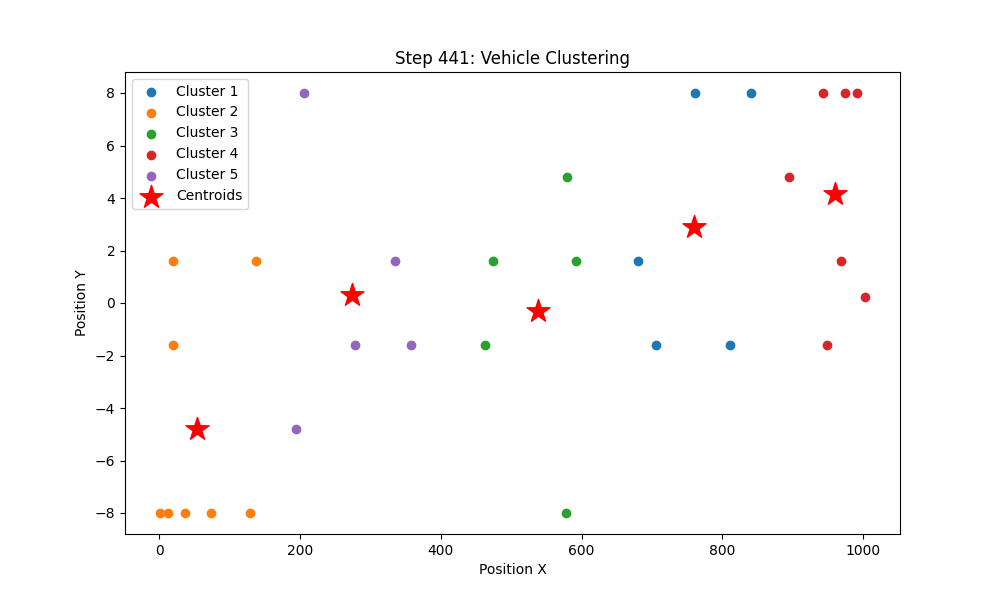 Step 441: Vehicle Clustering
Cluster 1
Cluster 2
Cluster 3
Cluster 4
Cluster 5
Centroids
8
6
4
2
0
−2
−4
−6
−8
Position Y
0 200 400 600 800 1000
Position X